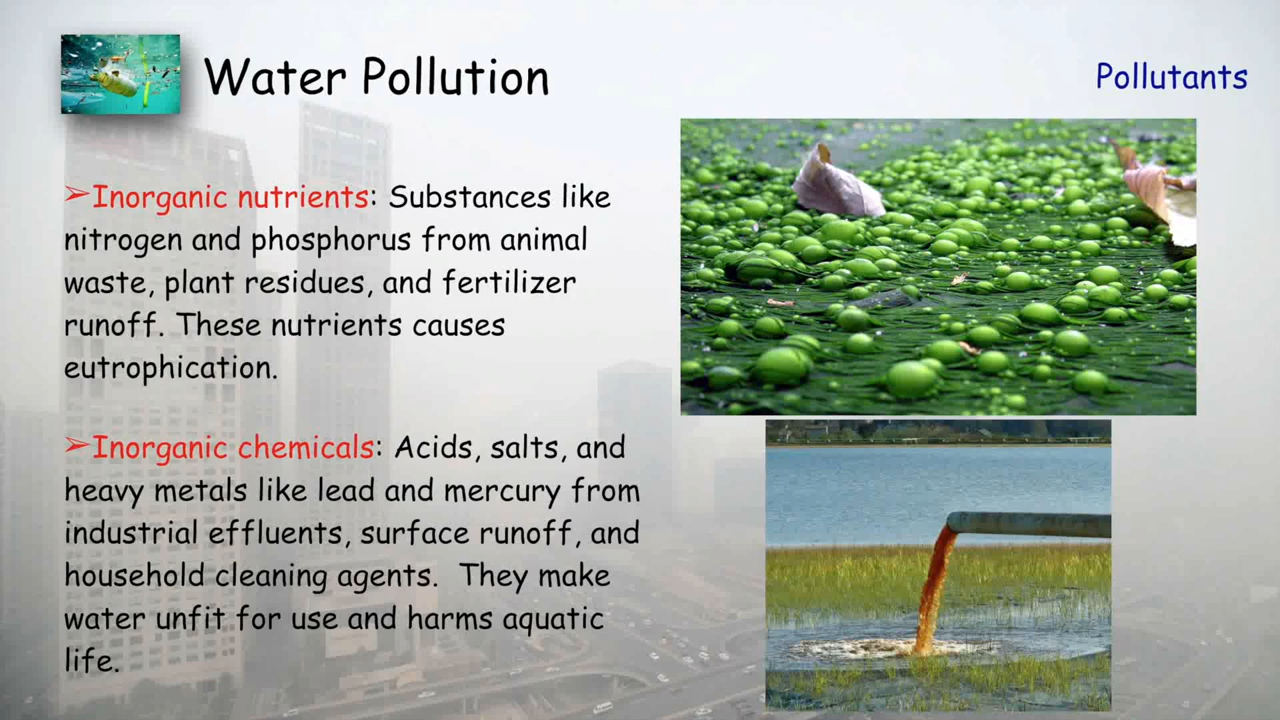 Water Pollution
Pollutants
➢Inorganic nutrients: Substances like
nitrogen and phosphorus from animal
waste, plant residues, and fertilizer
runoff. These nutrients causes
eutrophication.
➢Inorganic chemicals: Acids, salts, and
heavy metals like lead and mercury from
industrial effluents, surface runoff, and
household cleaning agents.  They make
water unfit for use and harms aquatic
life.